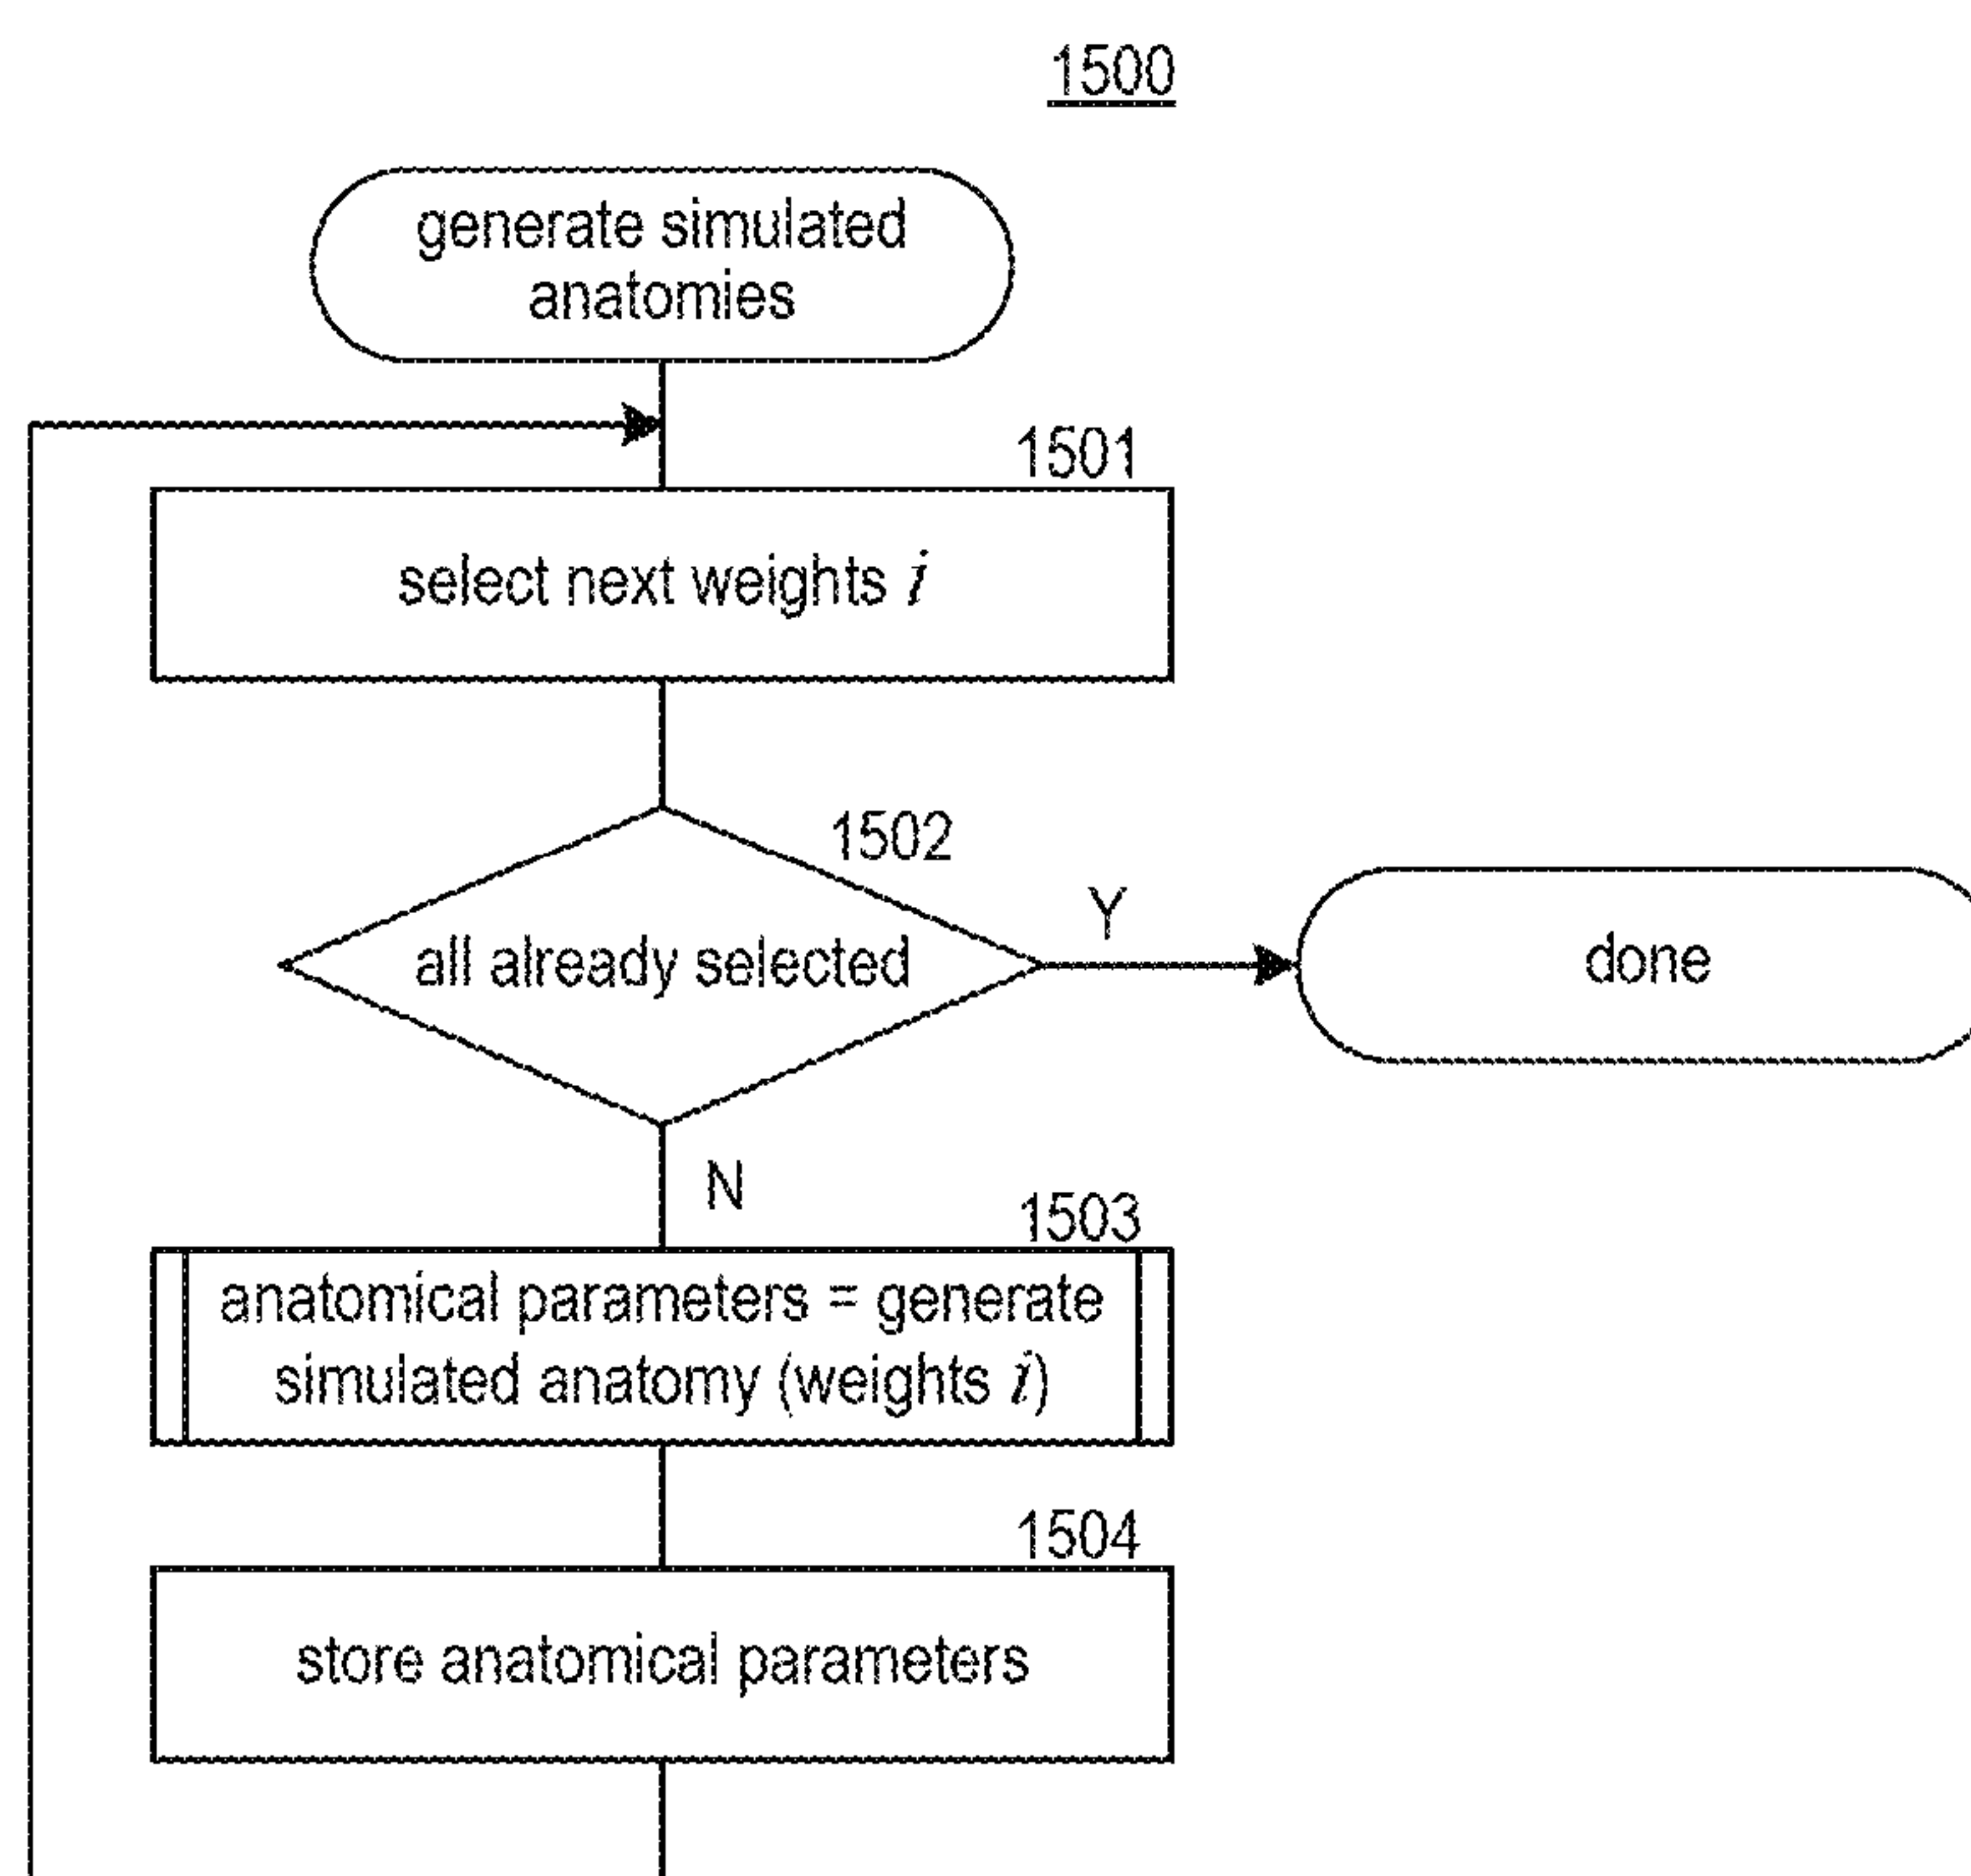 1500
generate simulated
anatomies
1501
select next weights i
1502
all already selected
Y
done
N
1503
anatomical parameters = generate
simulated anatomy (weights i)
1504
store anatomical parameters